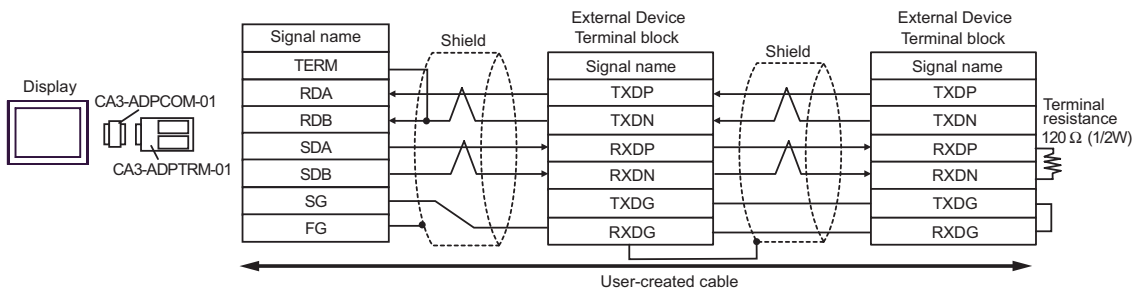 Display
CA3-ADPCOM-01
CA3-ADPTRM-01
Signal name
TERM
RDA
RDB
SDA
SDB
SG
FG
Shield
External Device
Terminal block
Signal name
TXDP
TXDN
RXDP
RXDN
TXDG
RXDG
Shield
External Device
Terminal block
Signal name
TXDP
TXDN
RXDP
RXDN
TXDG
RXDG
Terminal
resistance
120 Ω (1/2W)
User-created cable